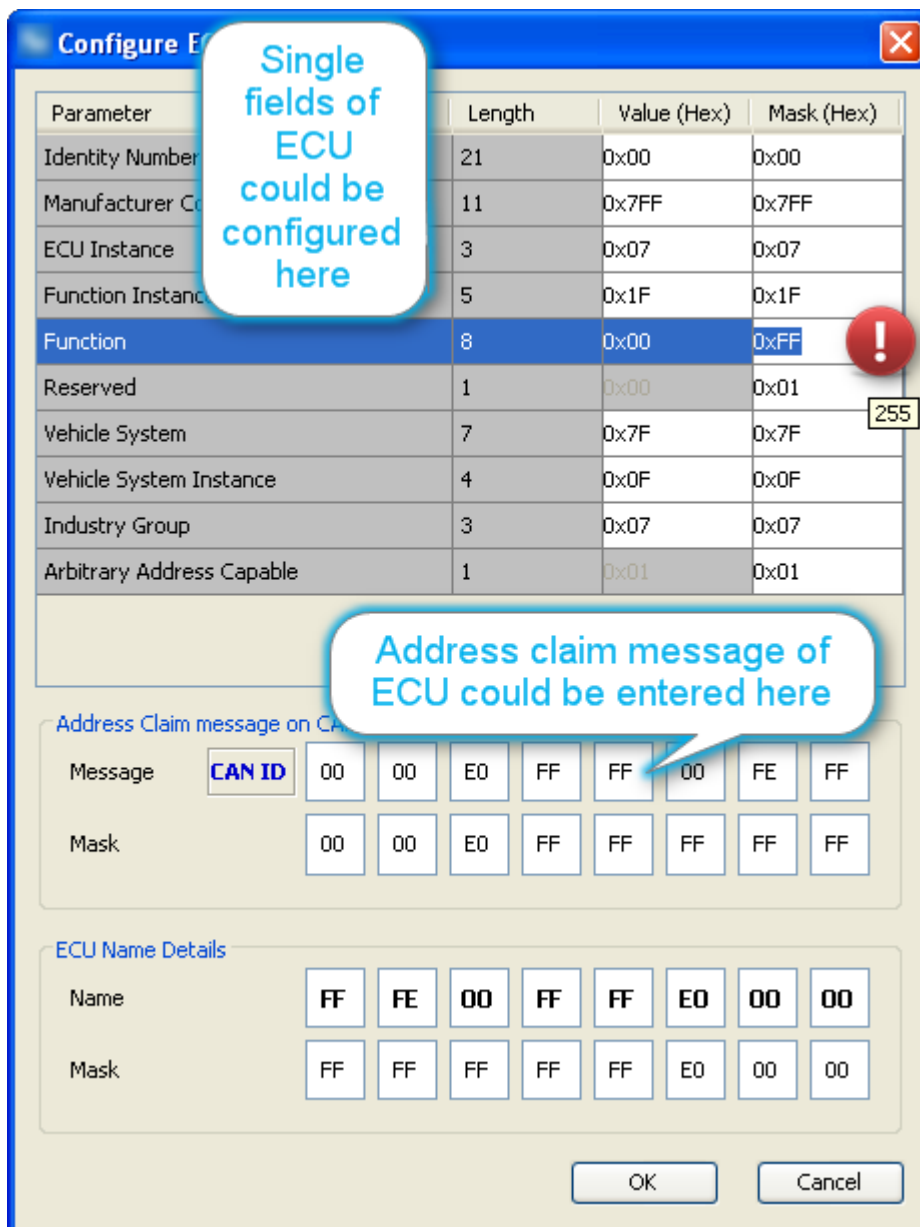 Configure E
Single
fields of
ECU
could be
configured
here
Parameter Length Value (Hex) Mask (Hex)
Identity Number 21 0x00 0x00
Manufacturer 11 0x7FF 0x7FF
ECU Instance 3 0x07 0x07
Function 5 0x1F 0x1F
Function 8 0x00 0xFF
!
Reserved 1 0x00 0x01
255
Vehicle System 7 0x7F 0x7F
Vehicle System Instance 4 0x0F 0x0F
Industry Group 3 0x07 0x07
Arbitrary Address Capable 1 0x01 0x01
Address claim message of
ECU could be entered here
Address Claim message on
Message CAN ID 00 00 E0 FF FF 00 FE FF
Mask 00 00 E0 FF FF FF FF FF
ECU Name Details
Name FF FE 00 FF FF E0 00 00
Mask FF FF FF FF FF E0 00 00
OK Cancel